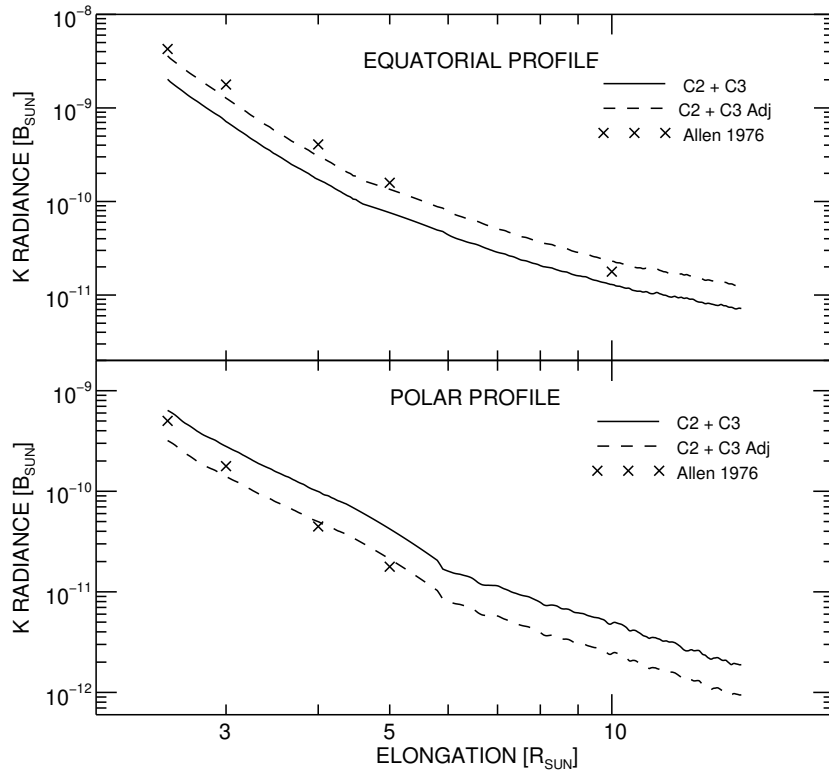 10⁻⁸
EQUATORIAL PROFILE
C2 + C3
C2 + C3 Adj
Allen 1976
10⁻⁹
10⁻¹⁰
10⁻¹¹
K RADIANCE [B_SUN]
10⁻⁹
POLAR PROFILE
C2 + C3
C2 + C3 Adj
Allen 1976
10⁻¹⁰
10⁻¹¹
10⁻¹²
K RADIANCE [B_SUN]
3 4 5 10
ELONGATION [R_SUN]